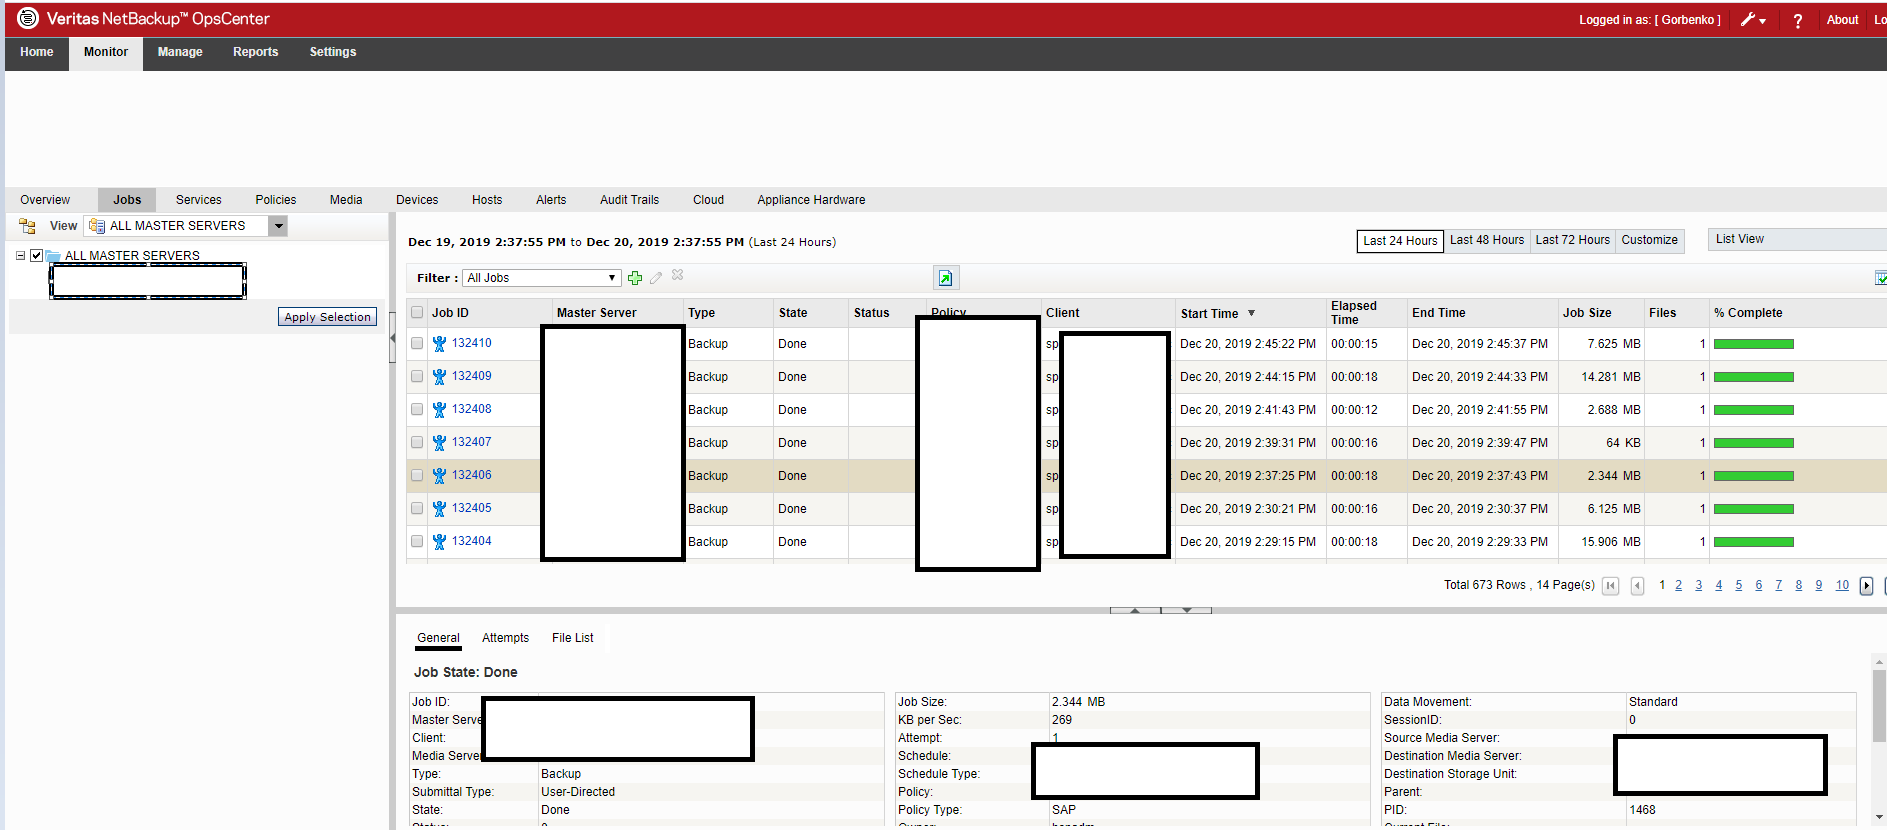 Veritas NetBackup™ OpsCenter
Logged in as: [ Gorbenko ] ? About Lo
Home Monitor Manage Reports Settings
Overview Jobs Services Policies Media Devices Hosts Alerts Audit Trails Cloud Appliance Hardware
View ALL MASTER SERVERS
ALL MASTER SERVERS
Apply Selection
Dec 19, 2019 2:37:55 PM to Dec 20, 2019 2:37:55 PM (Last 24 Hours)
Last 24 Hours Last 48 Hours Last 72 Hours Customize List View
Filter : All Jobs
Job ID Master Server Type State Status Policy Client Start Time Elapsed Time End Time Job Size Files % Complete
132410 Backup Done sp Dec 20, 2019 2:45:22 PM 00:00:15 Dec 20, 2019 2:45:37 PM 7.625 MB 1
132409 Backup Done sp Dec 20, 2019 2:44:15 PM 00:00:18 Dec 20, 2019 2:44:33 PM 14.281 MB 1
132408 Backup Done sp Dec 20, 2019 2:41:43 PM 00:00:12 Dec 20, 2019 2:41:55 PM 2.688 MB 1
132407 Backup Done sp Dec 20, 2019 2:39:31 PM 00:00:16 Dec 20, 2019 2:39:47 PM 64 KB 1
132406 Backup Done sp Dec 20, 2019 2:37:25 PM 00:00:18 Dec 20, 2019 2:37:43 PM 2.344 MB 1
132405 Backup Done sp Dec 20, 2019 2:30:21 PM 00:00:16 Dec 20, 2019 2:30:37 PM 6.125 MB 1
132404 Backup Done sp Dec 20, 2019 2:29:15 PM 00:00:18 Dec 20, 2019 2:29:33 PM 15.906 MB 1
Total 673 Rows , 14 Page(s) 1 2 3 4 5 6 7 8 9 10
General Attempts File List
Job State: Done
Job ID:
Master Serve
Client:
Media Serve
Type: Backup
Submittal Type: User-Directed
State: Done
Job Size: 2.344 MB
KB per Sec: 269
Attempt: 1
Schedule:
Schedule Type:
Policy:
Policy Type: SAP
Data Movement: Standard
SessionID: 0
Source Media Server:
Destination Media Server:
Destination Storage Unit:
Parent:
PID: 1468